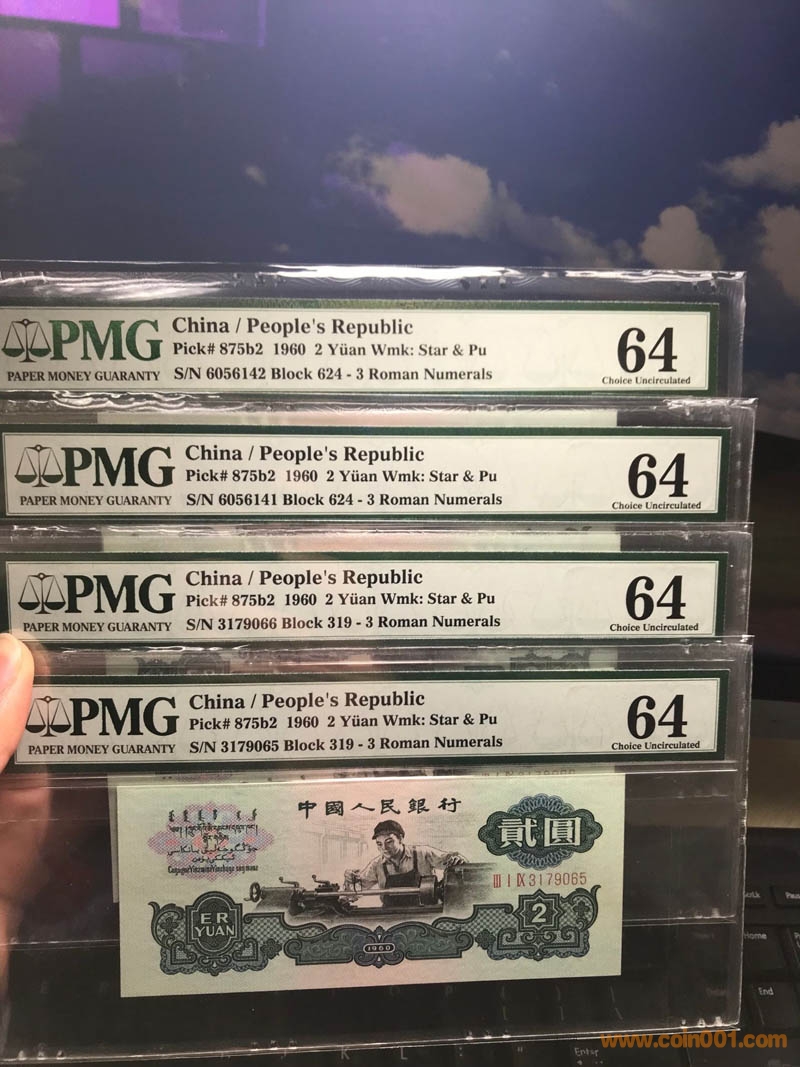 PMG
PAPER MONEY GUARANTY
China / People's Republic
Pick# 875b2 1960 2 Yüan Wmk: Star & Pu
S/N 6056142 Block 624 - 3 Roman Numerals
64
Choice Uncirculated
PMG
PAPER MONEY GUARANTY
China / People's Republic
Pick# 875b2 1960 2 Yüan Wmk: Star & Pu
S/N 6056141 Block 624 - 3 Roman Numerals
64
Choice Uncirculated
PMG
PAPER MONEY GUARANTY
China / People's Republic
Pick# 875b2 1960 2 Yüan Wmk: Star & Pu
S/N 3179066 Block 319 - 3 Roman Numerals
64
Choice Uncirculated
PMG
PAPER MONEY GUARANTY
China / People's Republic
Pick# 875b2 1960 2 Yüan Wmk: Star & Pu
S/N 3179065 Block 319 - 3 Roman Numerals
64
Choice Uncirculated
中國人民銀行
貳圓
III I IX 3179065
ER
YUAN
2
1960
Home
End
Enter
www.coin001.com